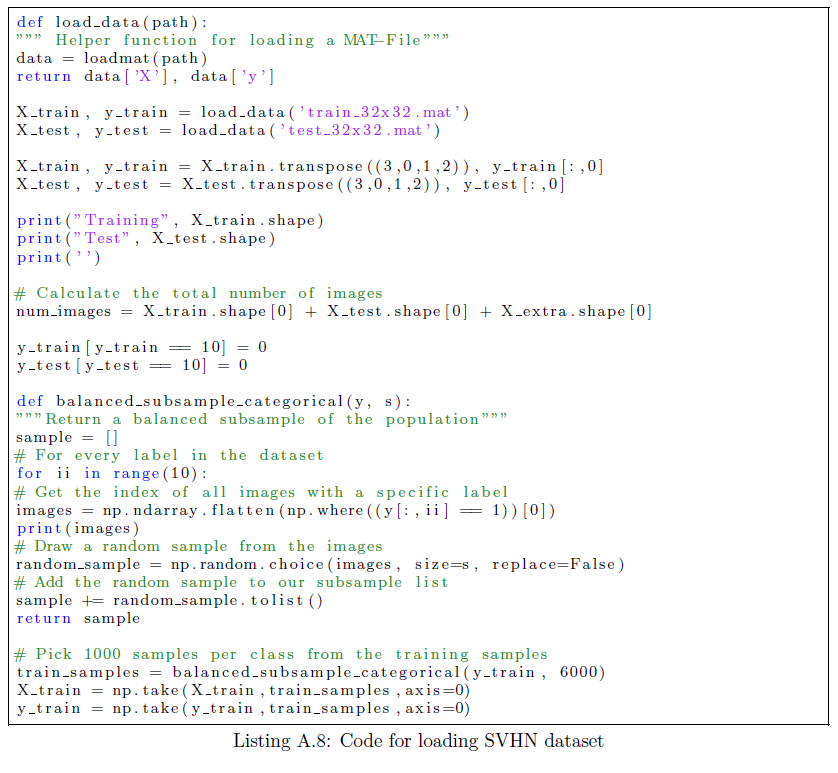 def load_data(path):
""" Helper function for loading a MAT-File"""
data = loadmat(path)
return data['X'], data['y']

X_train, y_train = load_data('train_32x32.mat')
X_test, y_test = load_data('test_32x32.mat')

X_train, y_train = X_train.transpose((3,0,1,2)), y_train[:,0]
X_test, y_test = X_test.transpose((3,0,1,2)), y_test[:,0]

print("Training", X_train.shape)
print("Test", X_test.shape)
print('')

# Calculate the total number of images
num_images = X_train.shape[0] + X_test.shape[0] + X_extra.shape[0]

y_train[y_train == 10] = 0
y_test[y_test == 10] = 0

def balanced_subsample_categorical(y, s):
"""Return a balanced subsample of the population"""
sample = []
# For every label in the dataset
for ii in range(10):
# Get the index of all images with a specific label
images = np.ndarray.flatten(np.where((y[:,ii] == 1))[0])
print(images)
# Draw a random sample from the images
random_sample = np.random.choice(images, size=s, replace=False)
# Add the random sample to our subsample list
sample += random_sample.tolist()
return sample

# Pick 1000 samples per class from the training samples
train_samples = balanced_subsample_categorical(y_train, 6000)
X_train = np.take(X_train,train_samples,axis=0)
y_train = np.take(y_train,train_samples,axis=0)
Listing A.8: Code for loading SVHN dataset